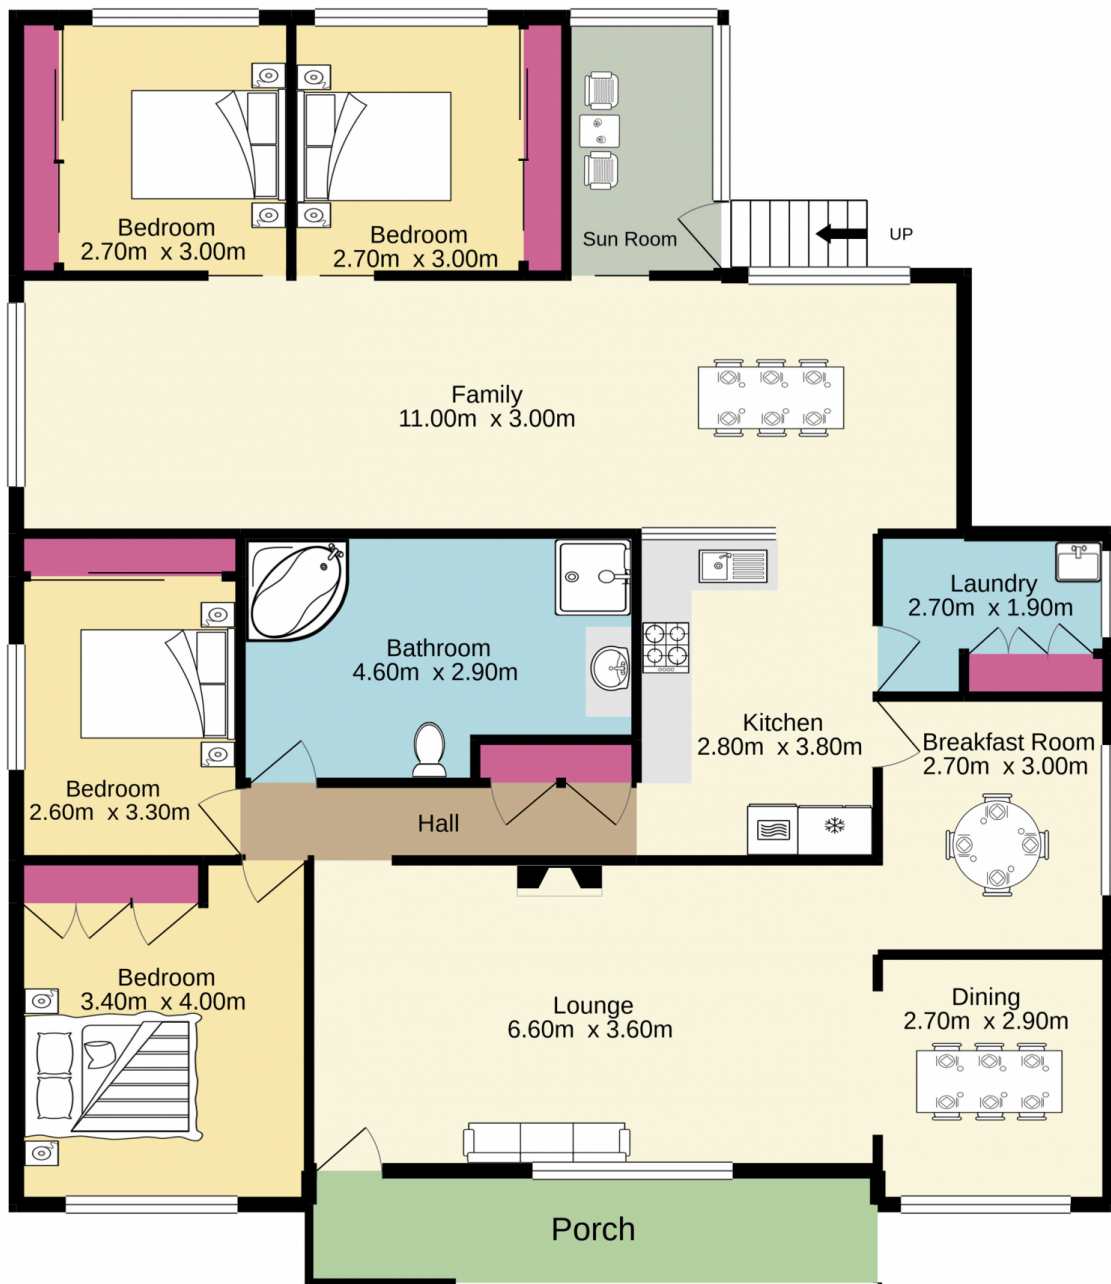 Bedroom
2.70m x 3.00m
Bedroom
2.70m x 3.00m
Sun Room
UP
Family
11.00m x 3.00m
Bathroom
4.60m x 2.90m
Laundry
2.70m x 1.90m
Kitchen
2.80m x 3.80m
Breakfast Room
2.70m x 3.00m
Bedroom
2.60m x 3.30m
Hall
Bedroom
3.40m x 4.00m
Lounge
6.60m x 3.60m
Dining
2.70m x 2.90m
Porch